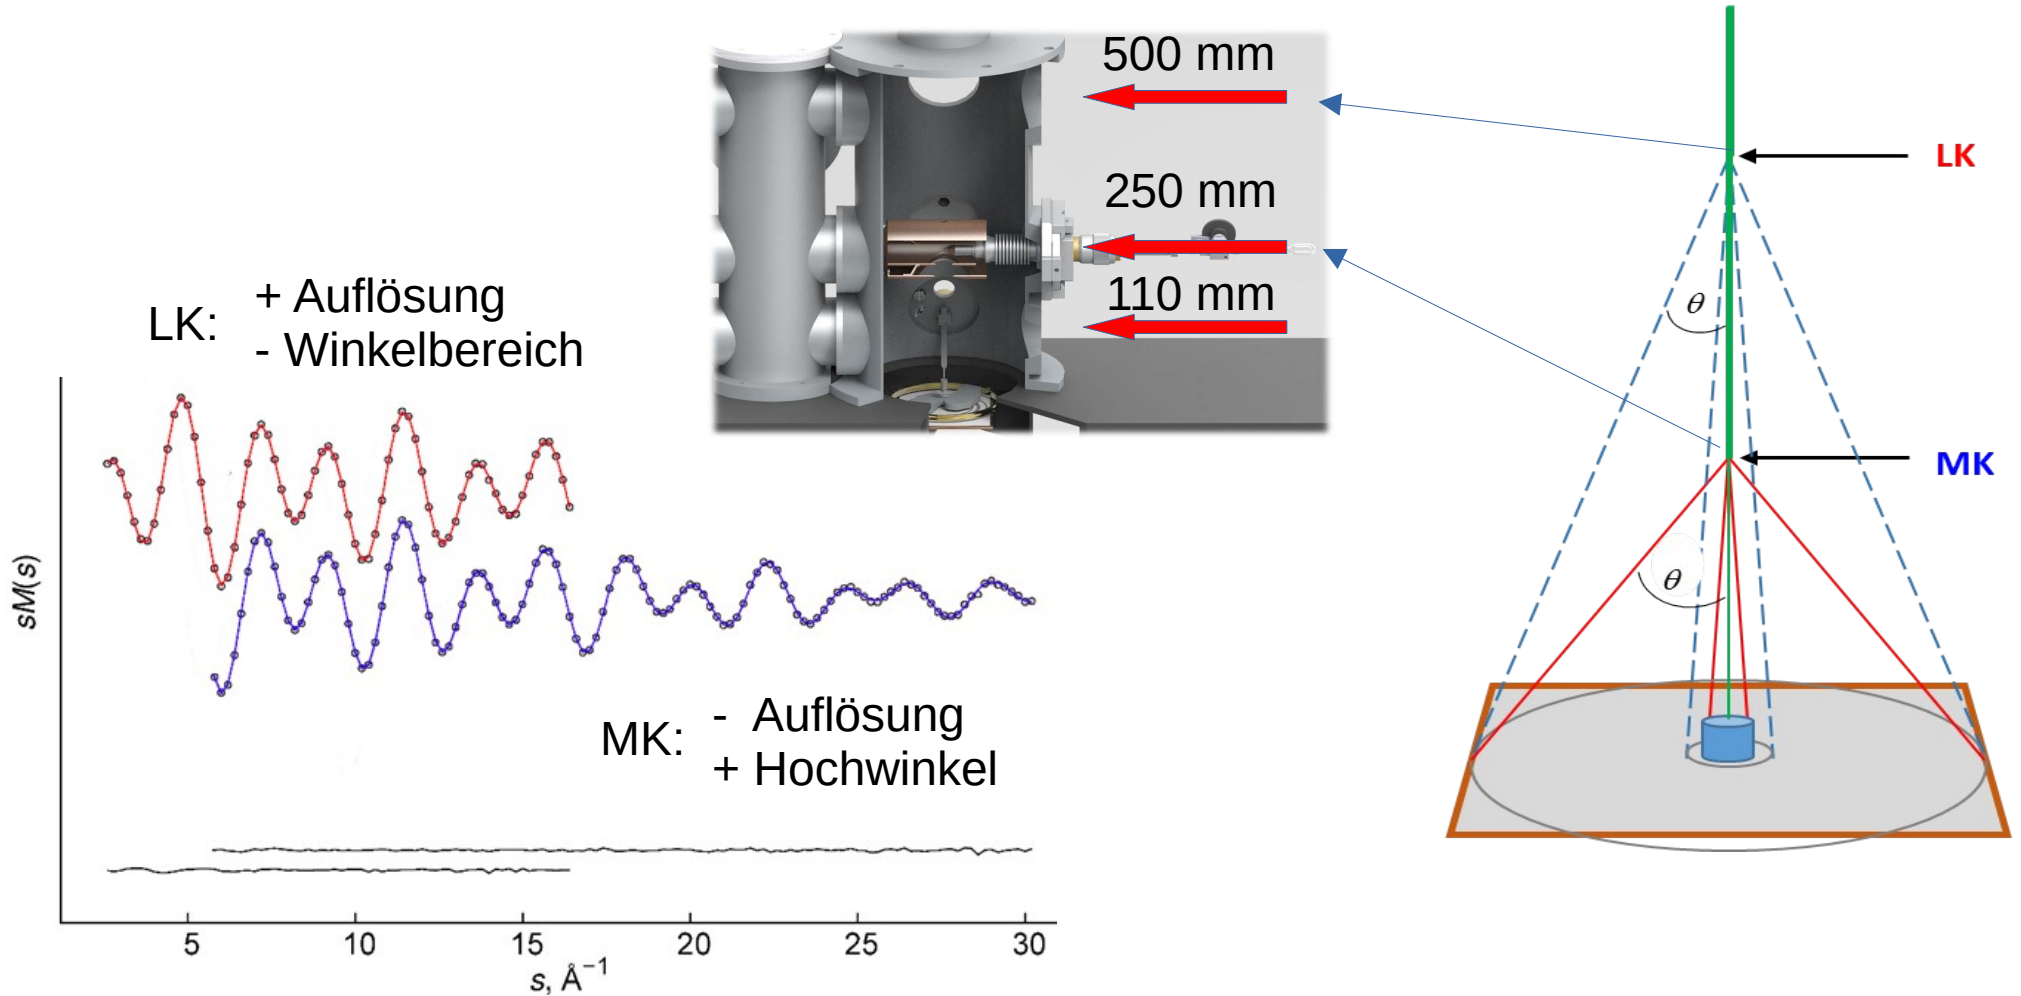 500 mm
250 mm
110 mm
LK
MK
θ
θ
LK:
+ Auflösung
- Winkelbereich
MK:
- Auflösung
+ Hochwinkel
sM(s)
5 10 15 20 25 30
s, Å⁻¹